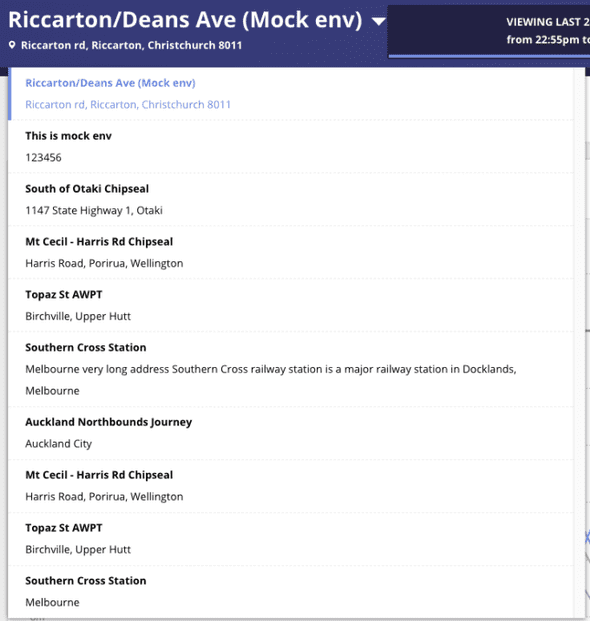 Riccarton/Deans Ave (Mock env)
Riccarton rd, Riccarton, Christchurch 8011
VIEWING LAST 2
from 22:55pm to
Riccarton/Deans Ave (Mock env)
Riccarton rd, Riccarton, Christchurch 8011
This is mock env
123456
South of Otaki Chipseal
1147 State Highway 1, Otaki
Mt Cecil - Harris Rd Chipseal
Harris Road, Porirua, Wellington
Topaz St AWPT
Birchville, Upper Hutt
Southern Cross Station
Melbourne very long address Southern Cross railway station is a major railway station in Docklands,
Melbourne
Auckland Northbounds Journey
Auckland City
Mt Cecil - Harris Rd Chipseal
Harris Road, Porirua, Wellington
Topaz St AWPT
Birchville, Upper Hutt
Southern Cross Station
Melbourne